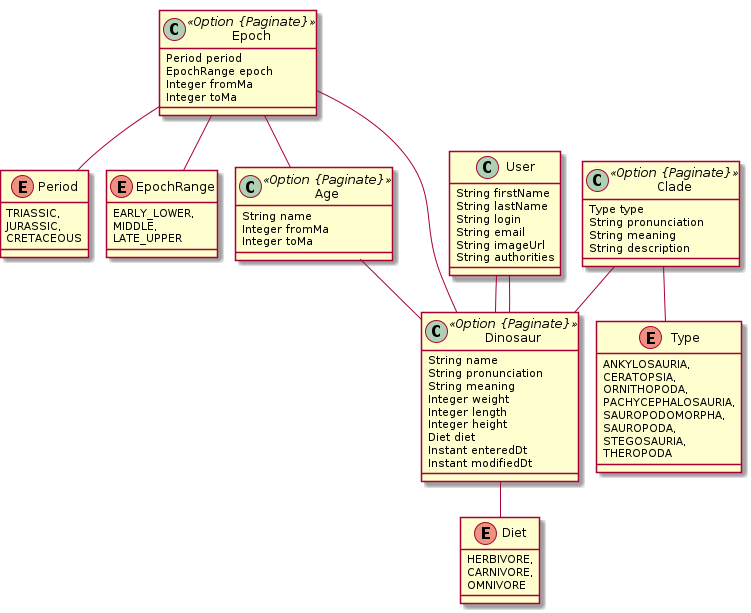 C «Option {Paginate}»
Epoch
Period period
EpochRange epoch
Integer fromMa
Integer toMa
E Period
TRIASSIC,
JURASSIC,
CRETACEOUS
E EpochRange
EARLY_LOWER,
MIDDLE,
LATE_UPPER
C «Option {Paginate}»
Age
String name
Integer fromMa
Integer toMa
C User
String firstName
String lastName
String login
String email
String imageUrl
String authorities
C «Option {Paginate}»
Clade
Type type
String pronunciation
String meaning
String description
C «Option {Paginate}»
Dinosaur
String name
String pronunciation
String meaning
Integer weight
Integer length
Integer height
Diet diet
Instant enteredDt
Instant modifiedDt
E Type
ANKYLOSAURIA,
CERATOPSIA,
ORNITHOPODA,
PACHYCEPHALOSAURIA,
SAUROPODOMORPHA,
SAUROPODA,
STEGOSAURIA,
THEROPODA
E Diet
HERBIVORE,
CARNIVORE,
OMNIVORE